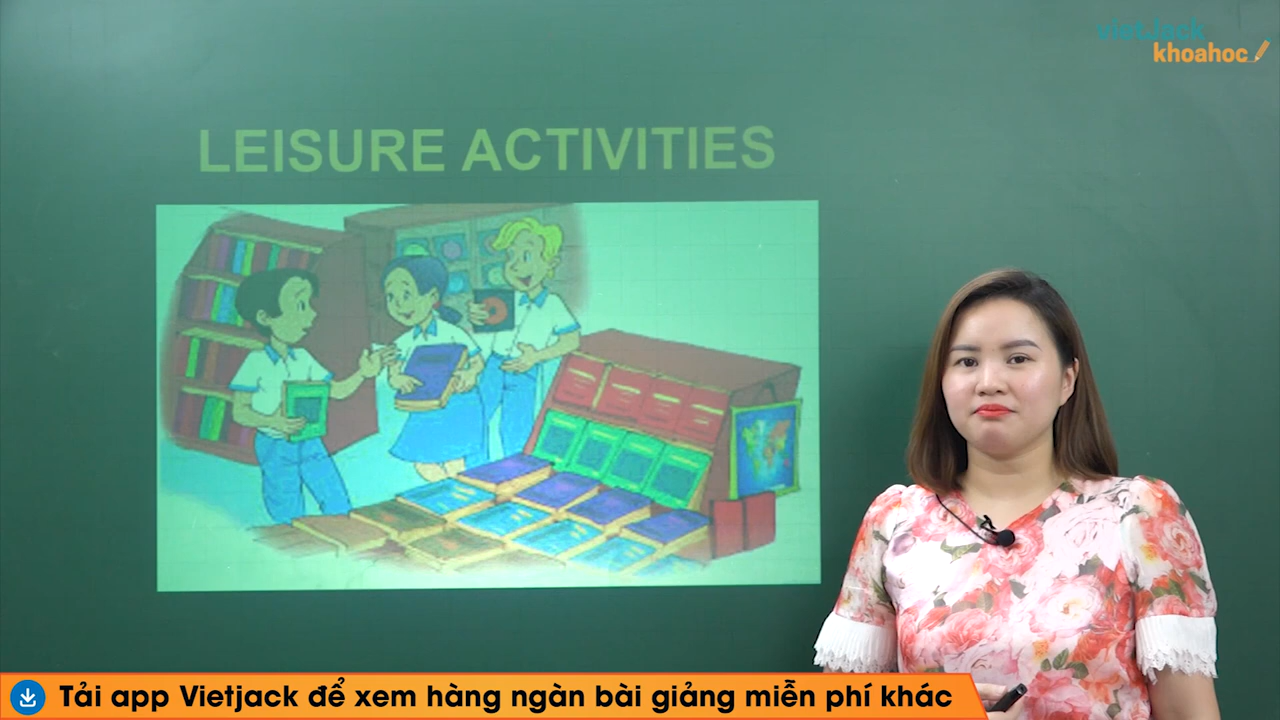 vietJack
khoahoc
LEISURE ACTIVITIES
Tải app Vietjack để xem hàng ngàn bài giảng miễn phí khác